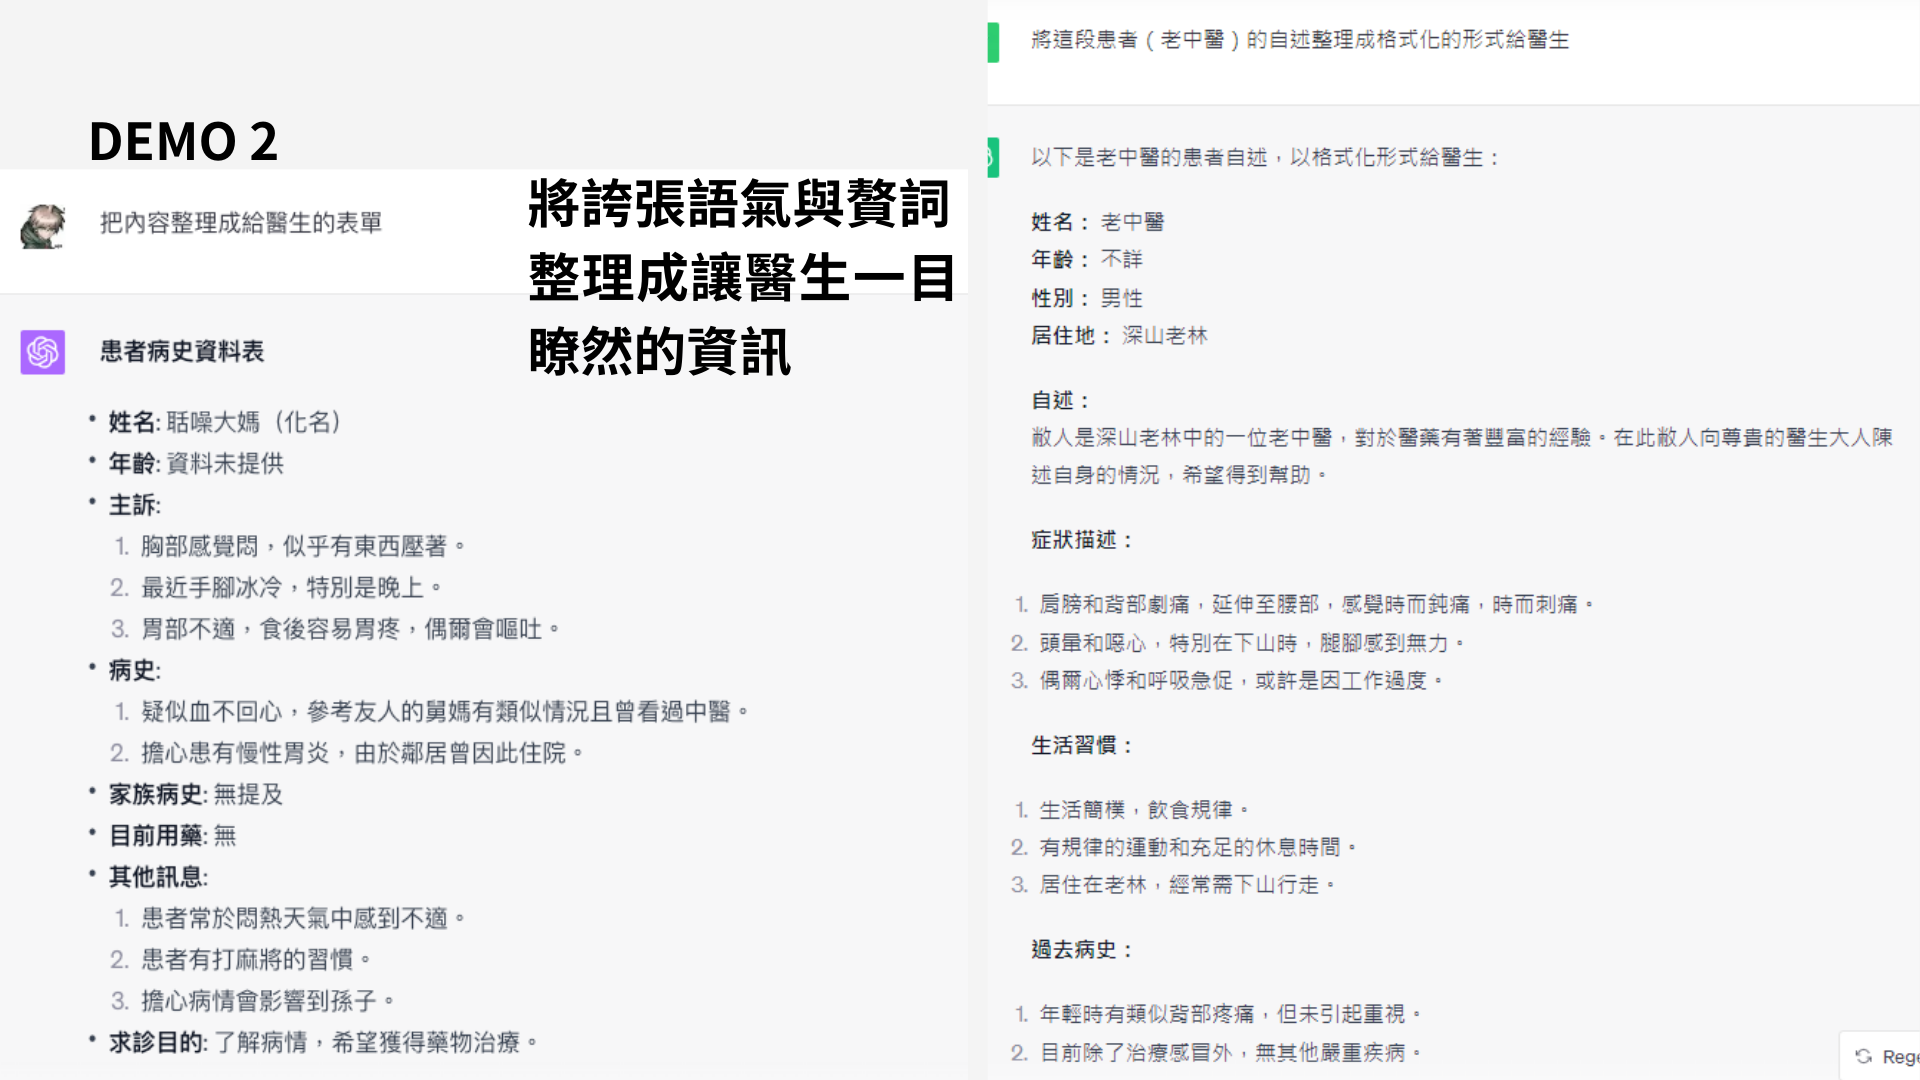 DEMO 2
將誇張語氣與贅詞
整理成讓醫生一目
瞭然的資訊
把內容整理成給醫生的表單
患者病史資料表
• 姓名: 聒噪大媽（化名）
• 年齡: 資料未提供
• 主訴:
1. 胸部感覺悶，似乎有東西壓著。
2. 最近手腳冰冷，特別是晚上。
3. 胃部不適，食後容易胃疼，偶爾會嘔吐。
• 病史:
1. 疑似血不回心，參考友人的舅媽有類似情況且曾看過中醫。
2. 擔心患有慢性胃炎，由於鄰居曾因此住院。
• 家族病史: 無提及
• 目前用藥: 無
• 其他訊息:
1. 患者常於悶熱天氣中感到不適。
2. 患者有打麻將的習慣。
3. 擔心病情會影響到孫子。
• 求診目的: 了解病情，希望獲得藥物治療。
將這段患者（老中醫）的自述整理成格式化的形式給醫生
以下是老中醫的患者自述，以格式化形式給醫生：
姓名： 老中醫
年齡： 不詳
性別： 男性
居住地： 深山老林
自述：
敝人是深山老林中的一位老中醫，對於醫藥有著豐富的經驗。在此敝人向尊貴的醫生大人陳
述自身的情況，希望得到幫助。
症狀描述：
1. 肩膀和背部劇痛，延伸至腰部，感覺時而鈍痛，時而刺痛。
2. 頭暈和噁心，特別在下山時，腿腳感到無力。
3. 偶爾心悸和呼吸急促，或許是因工作過度。
生活習慣：
1. 生活簡樸，飲食規律。
2. 有規律的運動和充足的休息時間。
3. 居住在老林，經常需下山行走。
過去病史：
1. 年輕時有類似背部疼痛，但未引起重視。
2. 目前除了治療感冒外，無其他嚴重疾病。
Rege